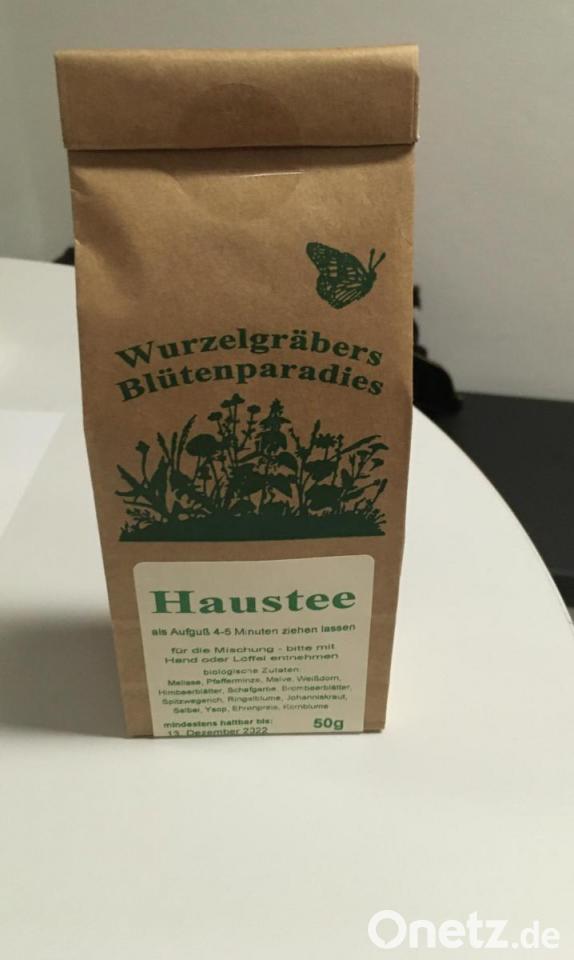 Wurzelgräbers
Blütenparadies
Haustee
als Aufguß 4-5 Minuten ziehen lassen
für die Mischung - bitte mit
Hand oder Löffel entnehmen
biologische Zutaten:
Melisse, Pfefferminze, Malve, Weißdorn,
Himbeerblätter, Schafgarbe, Brombeerblätter,
Spitzwegerich, Ringelblume, Johanniskraut,
Salbei, Ysop, Ehrenpreis, Kornblume
mindestens haltbar bis: 50g
13. Dezember 2022
Onetz.de